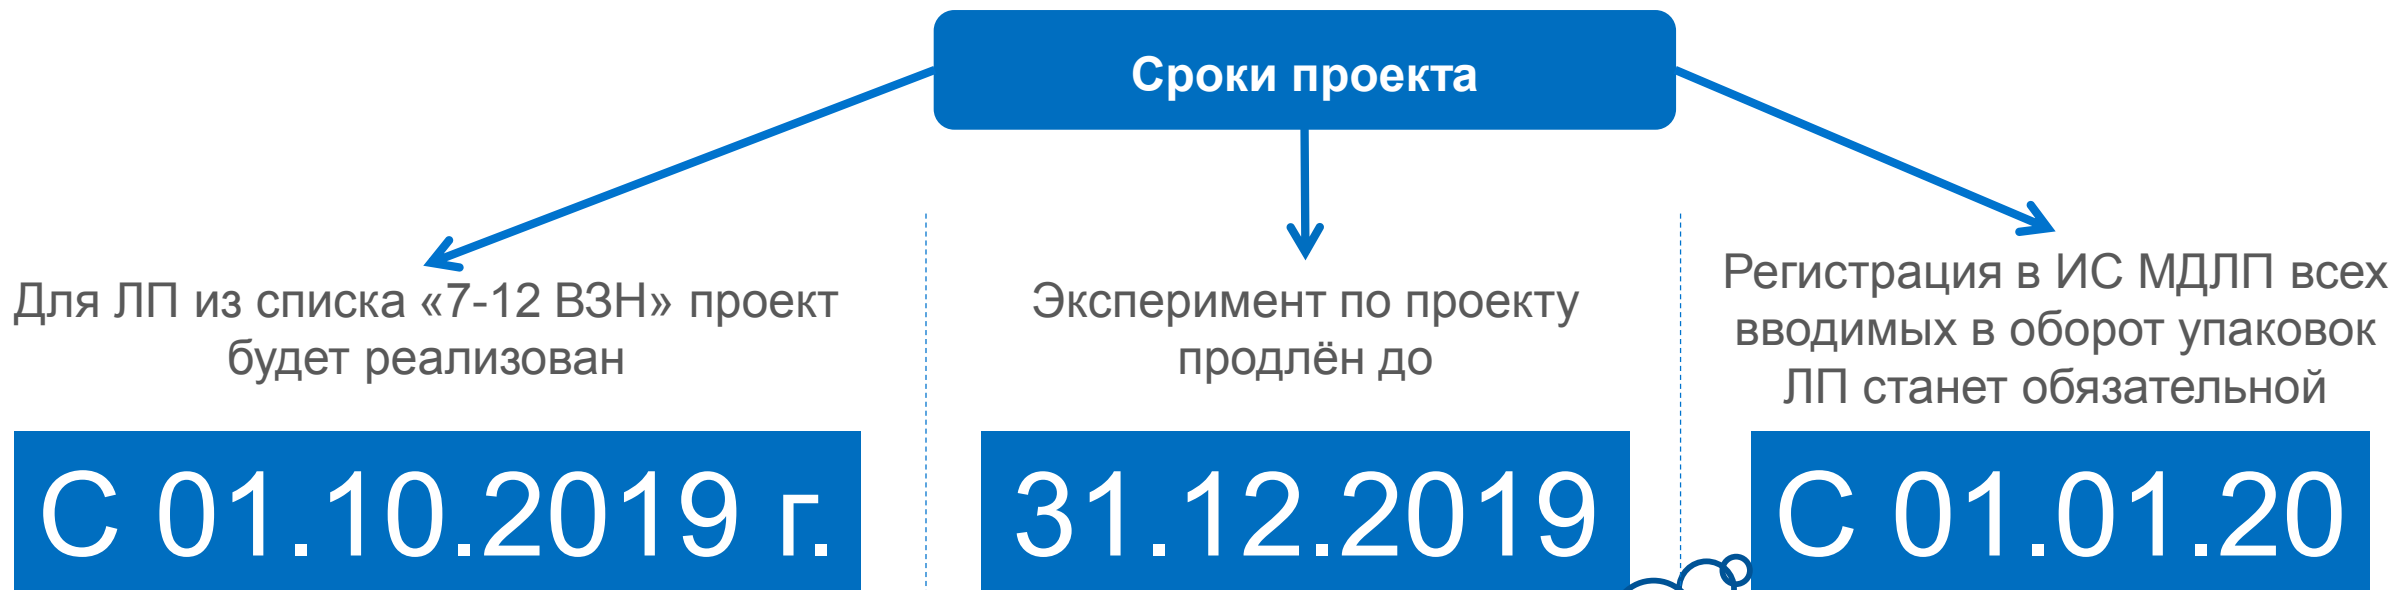 Сроки проекта
Для ЛП из списка «7-12 ВЗН» проект
будет реализован
С 01.10.2019 г.
Эксперимент по проекту
продлён до
31.12.2019
Регистрация в ИС МДЛП всех
вводимых в оборот упаковок
ЛП станет обязательной
С 01.01.20